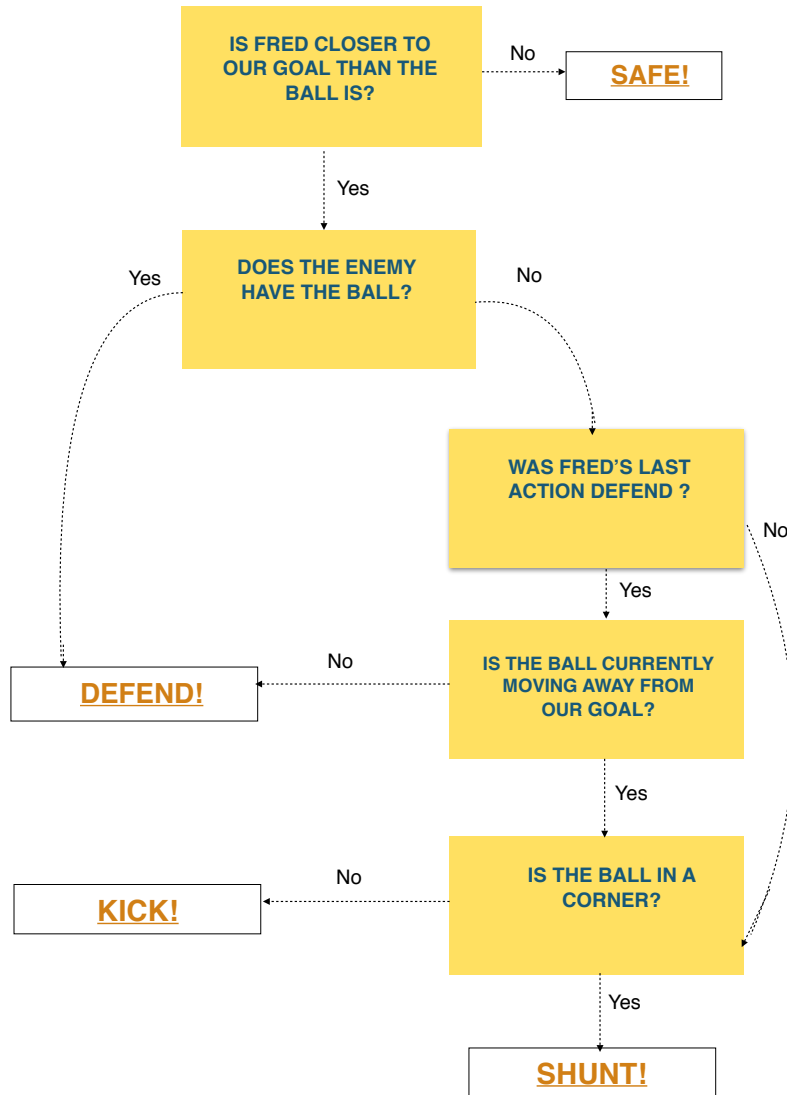 IS FRED CLOSER TO
OUR GOAL THAN THE
BALL IS?
No
SAFE!
Yes
DOES THE ENEMY
HAVE THE BALL?
Yes
No
WAS FRED'S LAST
ACTION DEFEND ?
No
Yes
IS THE BALL CURRENTLY
MOVING AWAY FROM
OUR GOAL?
No
DEFEND!
Yes
IS THE BALL IN A
CORNER?
No
KICK!
Yes
SHUNT!